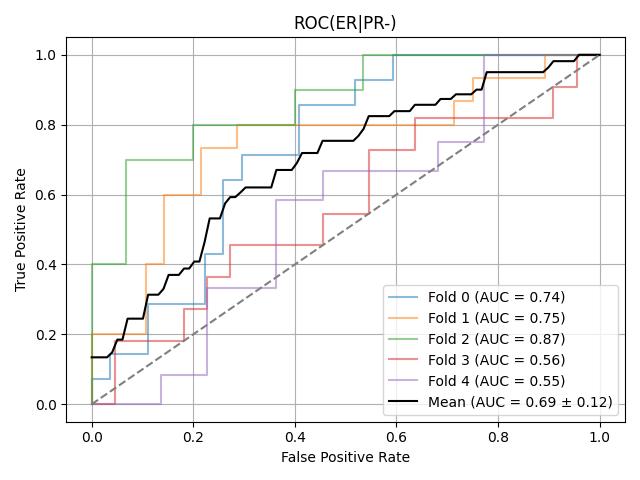 ROC(ER|PR-)
True Positive Rate
1.0
0.8
0.6
0.4
0.2
0.0
0.0 0.2 0.4 0.6 0.8 1.0
False Positive Rate
Fold 0 (AUC = 0.74)
Fold 1 (AUC = 0.75)
Fold 2 (AUC = 0.87)
Fold 3 (AUC = 0.56)
Fold 4 (AUC = 0.55)
Mean (AUC = 0.69 ± 0.12)